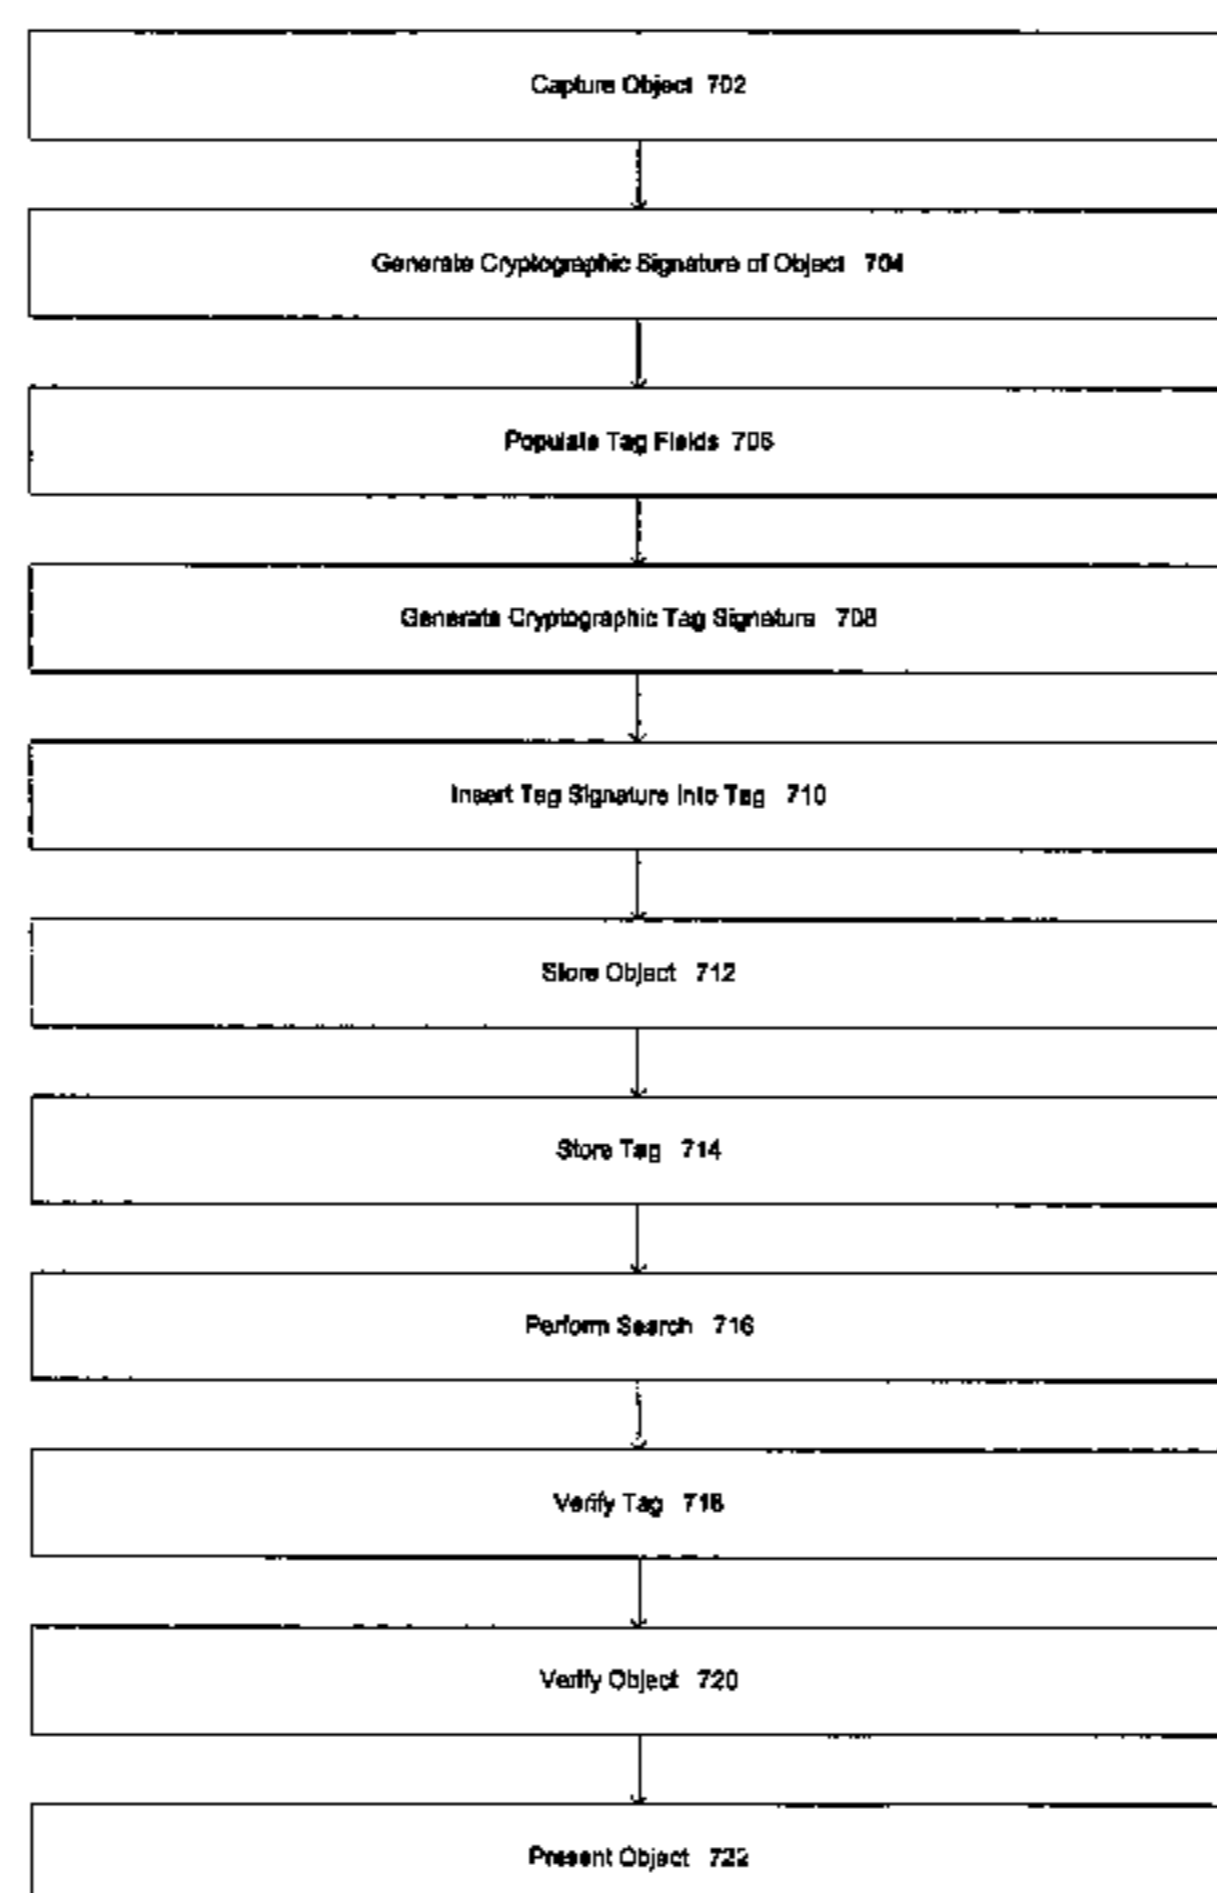 Capture Object 702
Generate Cryptographic Signature of Object 704
Populate Tag Fields 706
Generate Cryptographic Tag Signature 708
Insert Tag Signature Into Tag 710
Store Object 712
Store Tag 714
Perform Search 716
Verify Tag 718
Verify Object 720
Present Object 722